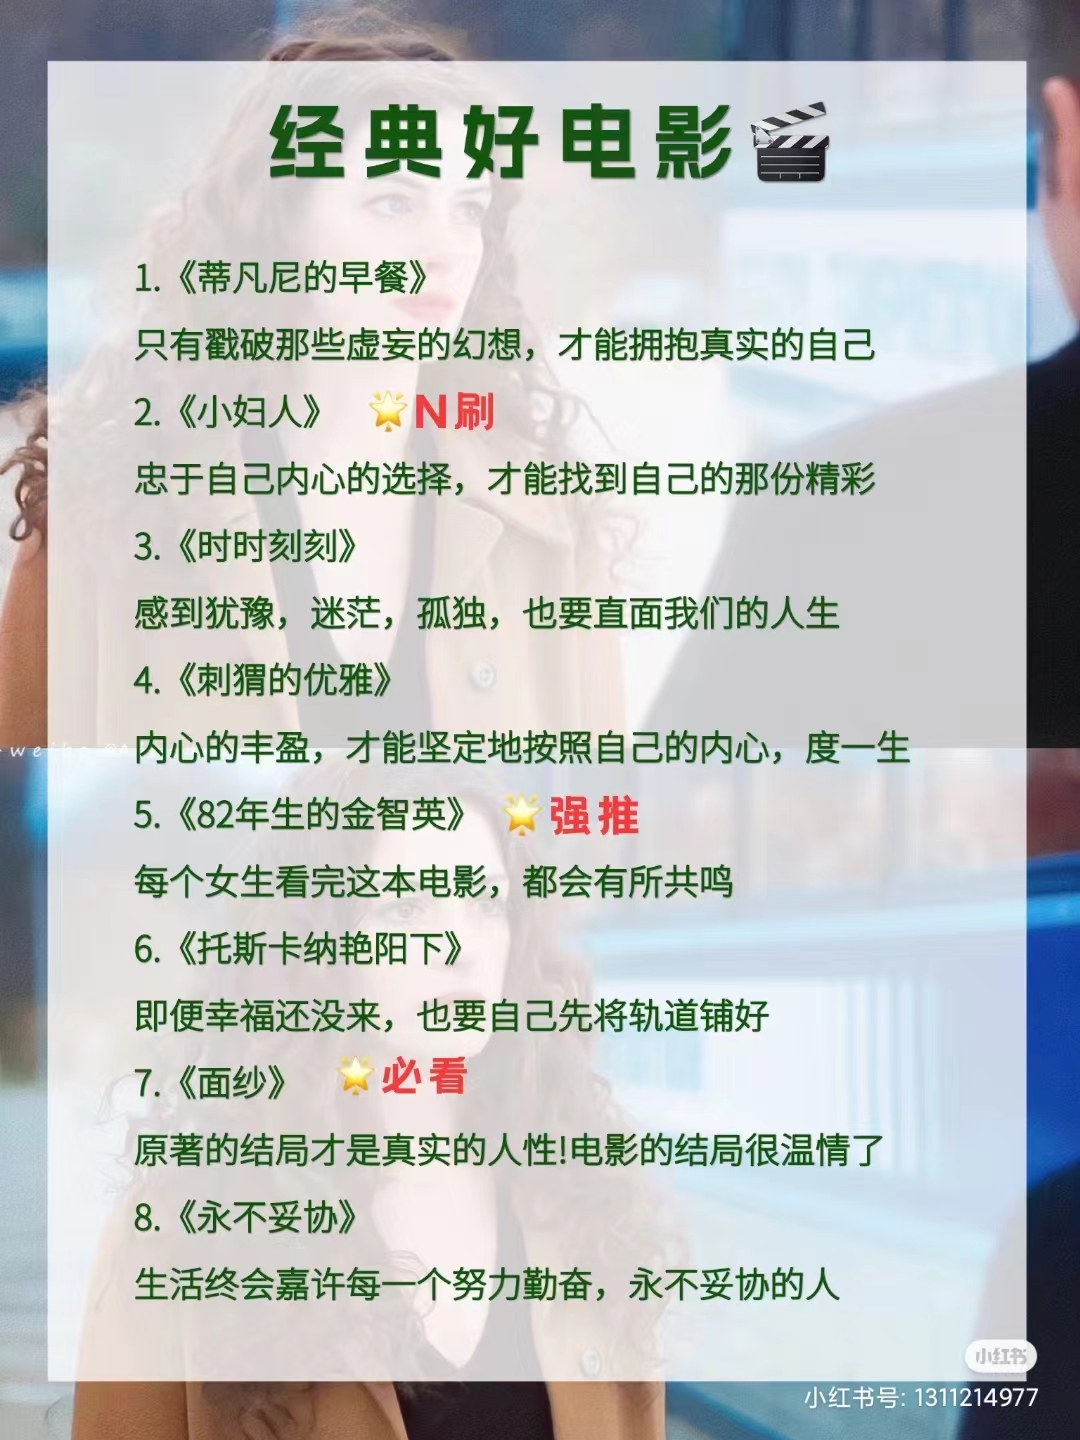 经典好电影🎬
1.《蒂凡尼的早餐》
只有戳破那些虚妄的幻想，才能拥抱真实的自己
2.《小妇人》 🌟N刷
忠于自己内心的选择，才能找到自己的那份精彩
3.《时时刻刻》
感到犹豫，迷茫，孤独，也要直面我们的人生
4.《刺猬的优雅》
内心的丰盈，才能坚定地按照自己的内心，度一生
5.《82年生的金智英》 🌟强推
每个女生看完这本电影，都会有所共鸣
6.《托斯卡纳艳阳下》
即便幸福还没来，也要自己先将轨道铺好
7.《面纱》 🌟必看
原著的结局才是真实的人性!电影的结局很温情了
8.《永不妥协》
生活终会嘉许每一个努力勤奋，永不妥协的人
小红书
小红书号: 1311214977